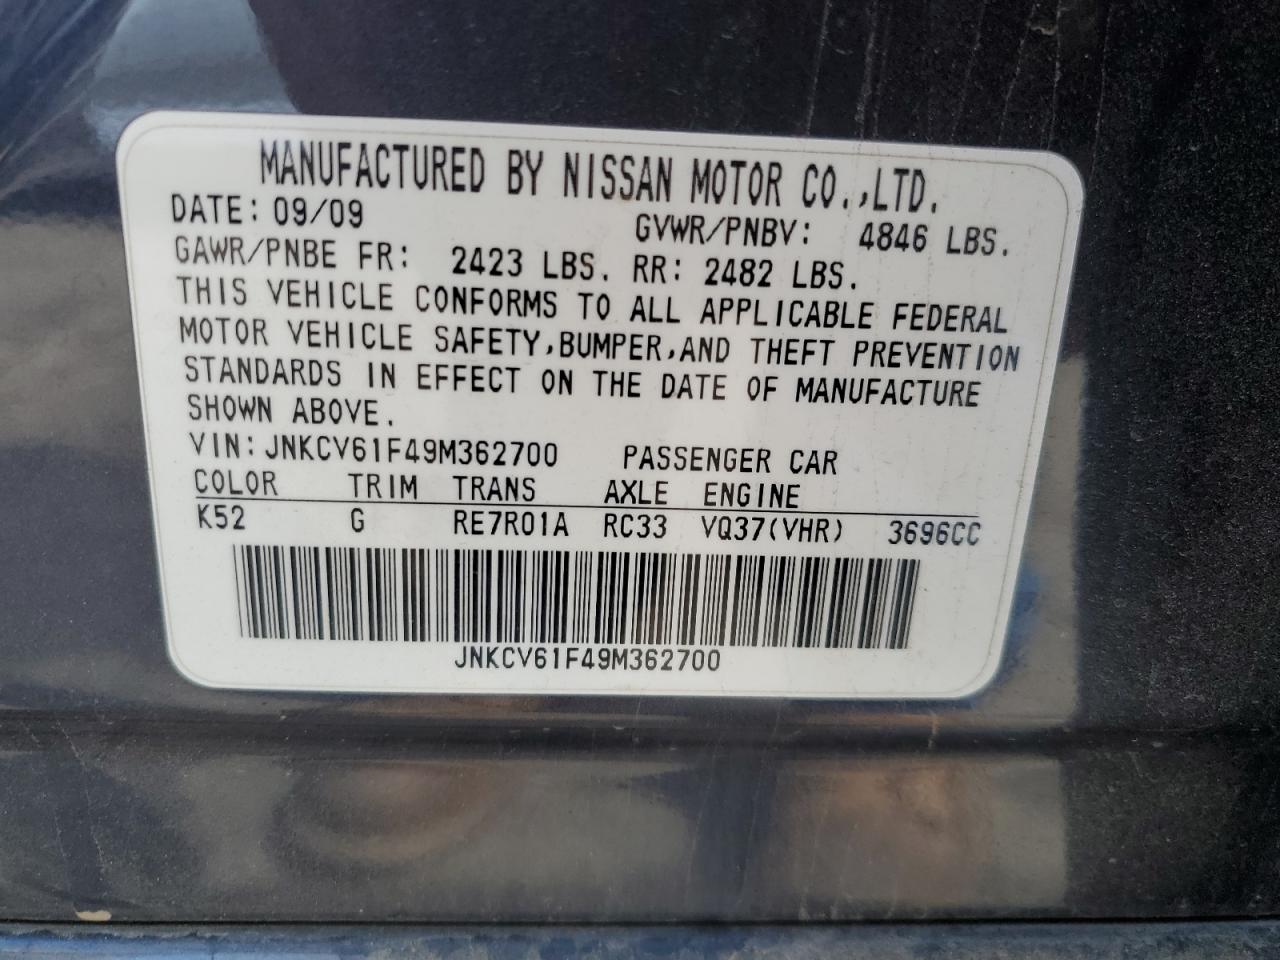 MANUFACTURED BY NISSAN MOTOR CO.,LTD.
DATE: 09/09 GVWR/PNBV: 4846 LBS.
GAWR/PNBE FR: 2423 LBS. RR: 2482 LBS.
THIS VEHICLE CONFORMS TO ALL APPLICABLE FEDERAL
MOTOR VEHICLE SAFETY,BUMPER,AND THEFT PREVENTION
STANDARDS IN EFFECT ON THE DATE OF MANUFACTURE
SHOWN ABOVE.
VIN:JNKCV61F49M362700 PASSENGER CAR
COLOR TRIM TRANS AXLE ENGINE
K52 G RE7R01A RC33 VQ37(VHR) 3696CC
JNKCV61F49M362700